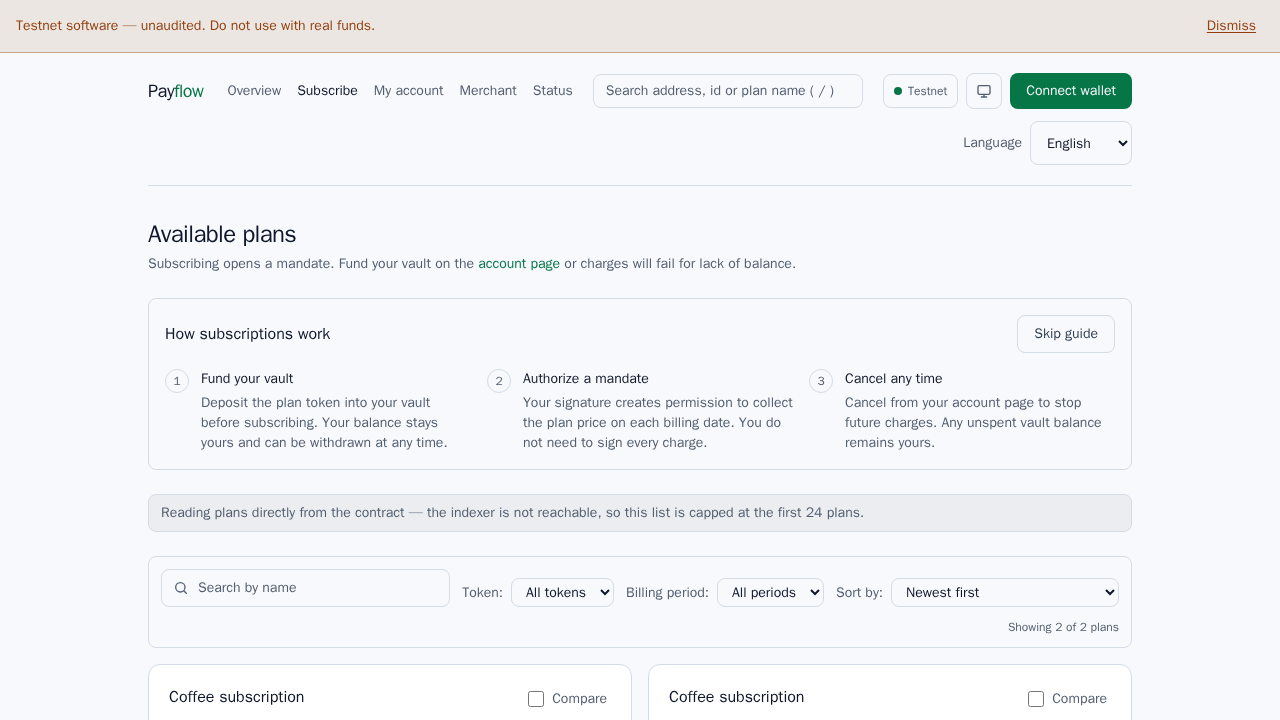 Testnet software — unaudited. Do not use with real funds. Dismiss
Payflow Overview Subscribe My account Merchant Status Search address, id or plan name ( / ) Testnet Connect wallet
Language English
Available plans
Subscribing opens a mandate. Fund your vault on the account page or charges will fail for lack of balance.
How subscriptions work Skip guide
1 Fund your vault
Deposit the plan token into your vault
before subscribing. Your balance stays
yours and can be withdrawn at any time.
2 Authorize a mandate
Your signature creates permission to collect
the plan price on each billing date. You do
not need to sign every charge.
3 Cancel any time
Cancel from your account page to stop
future charges. Any unspent vault balance
remains yours.
Reading plans directly from the contract — the indexer is not reachable, so this list is capped at the first 24 plans.
Search by name Token: All tokens Billing period: All periods Sort by: Newest first
Showing 2 of 2 plans
Coffee subscription Compare
Coffee subscription Compare